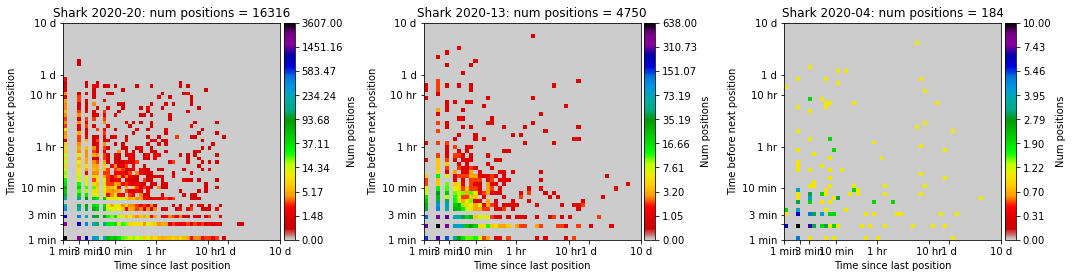 Shark 2020-20: num positions = 16316
10 d
1 d
10 hr
1 hr
10 min
3 min
1 min
Time before next position
1 min
3 min
10 min
1 hr
10 hr
1 d
10 d
Time since last position
3607.00
1451.16
583.47
234.24
93.68
37.11
14.34
5.17
1.48
0.00
Num positions
Shark 2020-13: num positions = 4750
10 d
1 d
10 hr
1 hr
10 min
3 min
1 min
Time before next position
1 min
3 min
10 min
1 hr
10 hr
1 d
10 d
Time since last position
638.00
310.73
151.07
73.19
35.19
16.66
7.61
3.20
1.05
0.00
Num positions
Shark 2020-04: num positions = 184
10 d
1 d
10 hr
1 hr
10 min
3 min
1 min
Time before next position
1 min
3 min
10 min
1 hr
10 hr
1 d
10 d
Time since last position
10.00
7.43
5.46
3.95
2.79
1.90
1.22
0.70
0.31
0.00
Num positions